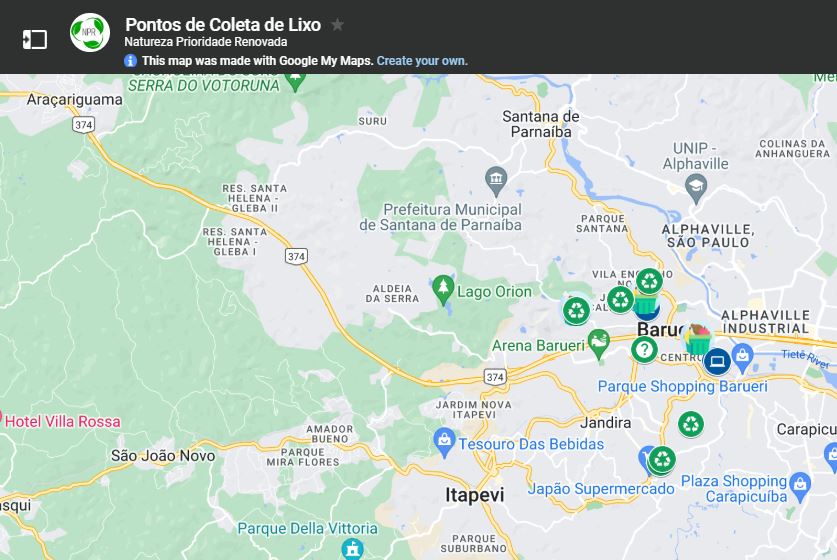 Pontos de Coleta de Lixo
NPR
Natureza Prioridade Renovada
This map was made with Google My Maps. Create your own.
SERRA DO VOTORUNA
Araçariguama
374
SURU
Santana de
Parnaíba
UNIP -
Alphaville
COLINAS DA
ANHANGUERA
RES. SANTA
HELENA -
GLEBA II
Prefeitura Municipal
de Santana de Parnaíba
PARQUE
SANTANA
ALPHAVILLE,
SÃO PAULO
RES. SANTA
HELENA -
GLEBA I
374
VILA
NO
ALDEIA
DA SERRA
Lago Orion
ALPHAVILLE
INDUSTRIAL
Arena Barueri
?
Tietê River
374
Parque Shopping Barueri
JARDIM NOVA
ITAPEVI
Hotel Villa Rossa
Jandira
AMADOR
BUENO
Tesouro Das Bebidas
São João Novo
PARQUE
MIRA FLORES
Japão Supermercado
Plaza Shopping
Carapicuíba
Itapevi
Parque Della Vittoria
PARQUE
SUBURBANO